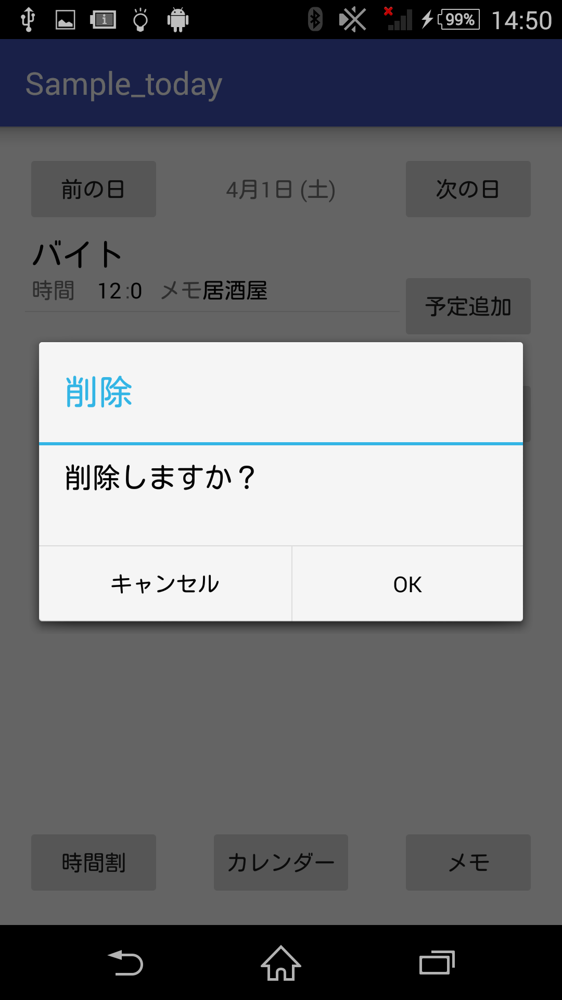 99% 14:50
Sample_today
前の日 4月1日 (土) 次の日
バイト
時間 12:0 メモ居酒屋
予定追加
削除
削除しますか？
キャンセル OK
時間割 カレンダー メモ